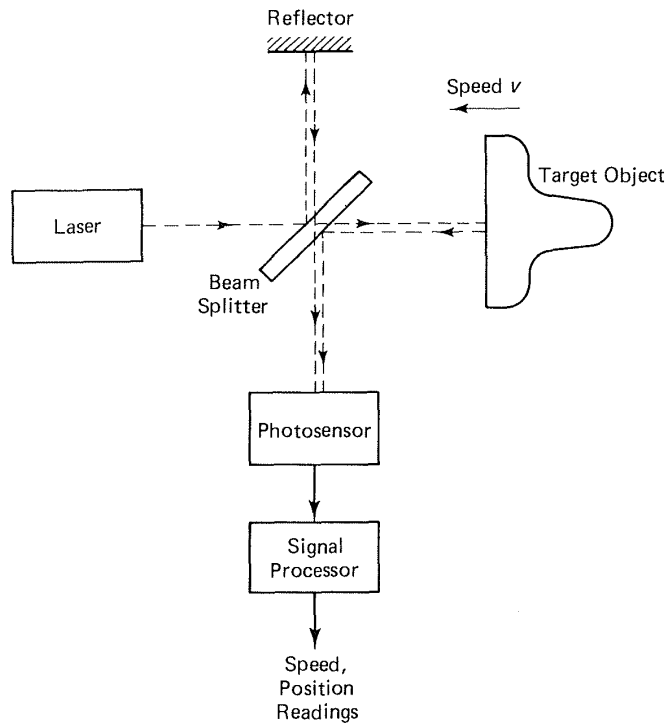 Reflector
Speed v
Target Object
Laser
Beam
Splitter
Photosensor
Signal
Processor
Speed,
Position
Readings